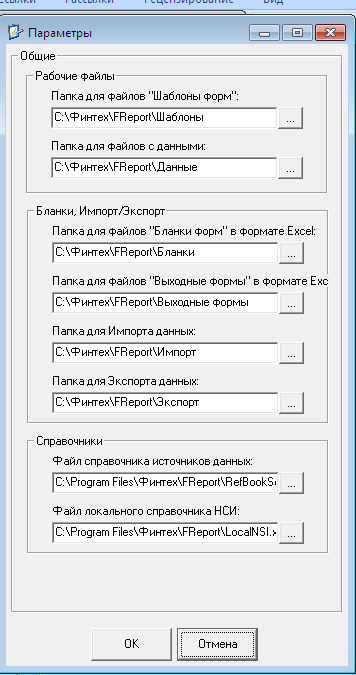 Ссылки Рассылки Рецензирование Вид
Параметры
Общие
Рабочие файлы
Папка для файлов "Шаблоны форм":
C:\Финтех\FReport\Шаблоны ...
Папка для файлов с данными:
C:\Финтех\FReport\Данные ...
Бланки, Импорт/Экспорт
Папка для файлов "Бланки форм" в формате Excel:
C:\Финтех\FReport\Бланки ...
Папка для файлов "Выходные формы" в формате Exc
C:\Финтех\FReport\Выходные формы ...
Папка для Импорта данных:
C:\Финтех\FReport\Импорт ...
Папка для Экспорта данных:
C:\Финтех\FReport\Экспорт ...
Справочники
Файл справочника источников данных:
C:\Program Files\Финтех\FReport\RefBookSo ...
Файл локального справочника НСИ:
C:\Program Files\Финтех\FReport\LocalNSI.x ...
OK Отмена